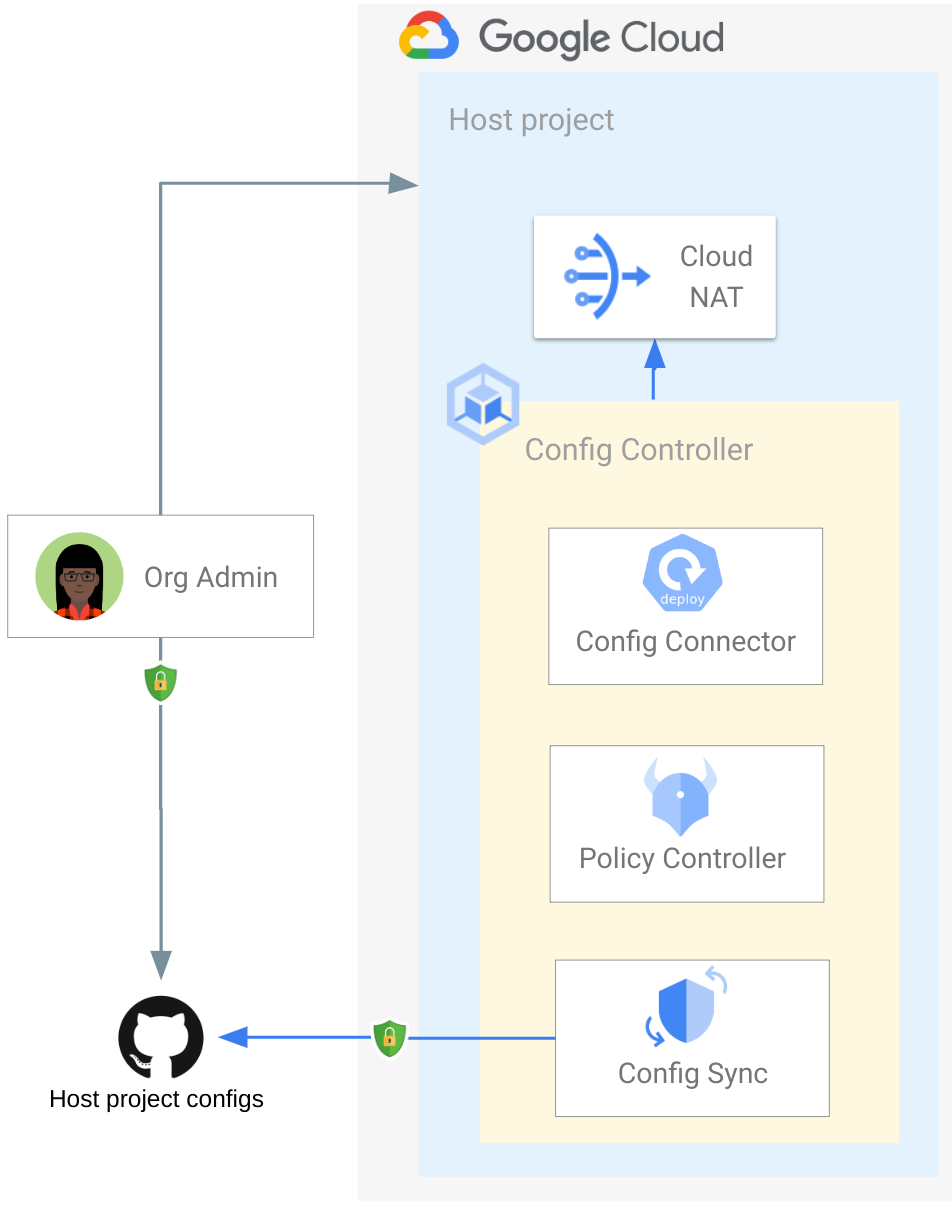 Google Cloud
Host project
Cloud
NAT
Config Controller
Org Admin
deploy
Config Connector
Policy Controller
Config Sync
Host project configs